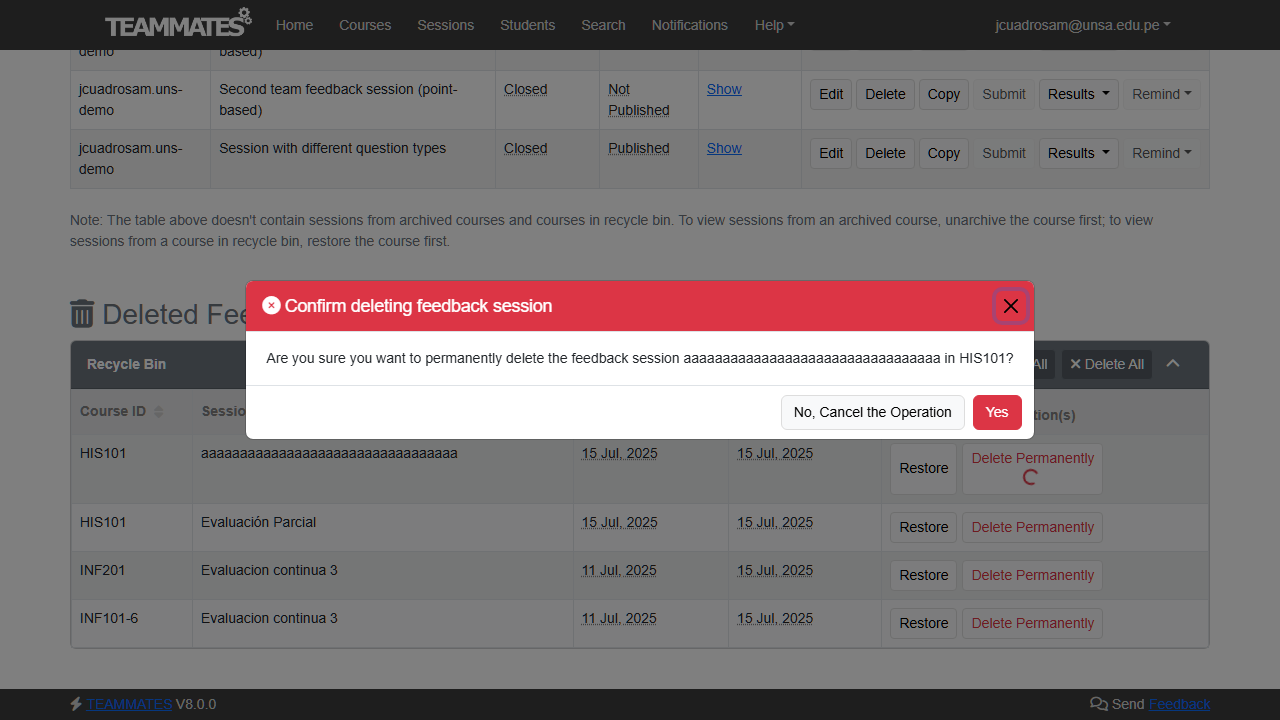 TEAMMATES Home Courses Sessions Students Search Notifications Help jcuadrosam@unsa.edu.pe
demo based)
jcuadrosam.uns-demo Second team feedback session (point-based) Closed Not Published Show Edit Delete Copy Submit Results Remind
jcuadrosam.uns-demo Session with different question types Closed Published Show Edit Delete Copy Submit Results Remind
Note: The table above doesn't contain sessions from archived courses and courses in recycle bin. To view sessions from an archived course, unarchive the course first; to view
sessions from a course in recycle bin, restore the course first.
Deleted Fee
Confirm deleting feedback session
Are you sure you want to permanently delete the feedback session aaaaaaaaaaaaaaaaaaaaaaaaaaaaaaaaa in HIS101?
No, Cancel the Operation Yes
Recycle Bin All Delete All
Course ID Sessio tion(s)
HIS101 aaaaaaaaaaaaaaaaaaaaaaaaaaaaaaaaa 15 Jul, 2025 15 Jul, 2025 Restore Delete Permanently
HIS101 Evaluación Parcial 15 Jul, 2025 15 Jul, 2025 Restore Delete Permanently
INF201 Evaluacion continua 3 11 Jul, 2025 15 Jul, 2025 Restore Delete Permanently
INF101-6 Evaluacion continua 3 11 Jul, 2025 15 Jul, 2025 Restore Delete Permanently
TEAMMATES V8.0.0 Send Feedback